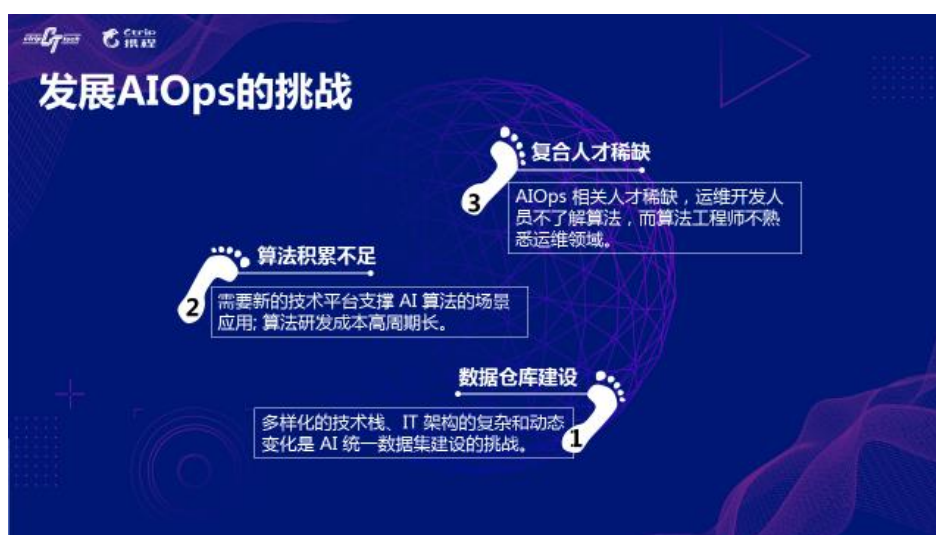 Ctrip
携程
发展AIOps的挑战
复合人才稀缺
3
AIOps 相关人才稀缺，运维开发人
员不了解算法，而算法工程师不熟
悉运维领域。
算法积累不足
2
需要新的技术平台支撑 AI 算法的场景
应用; 算法研发成本高周期长。
数据仓库建设
多样化的技术栈、IT 架构的复杂和动态
变化是 AI 统一数据集建设的挑战。
1